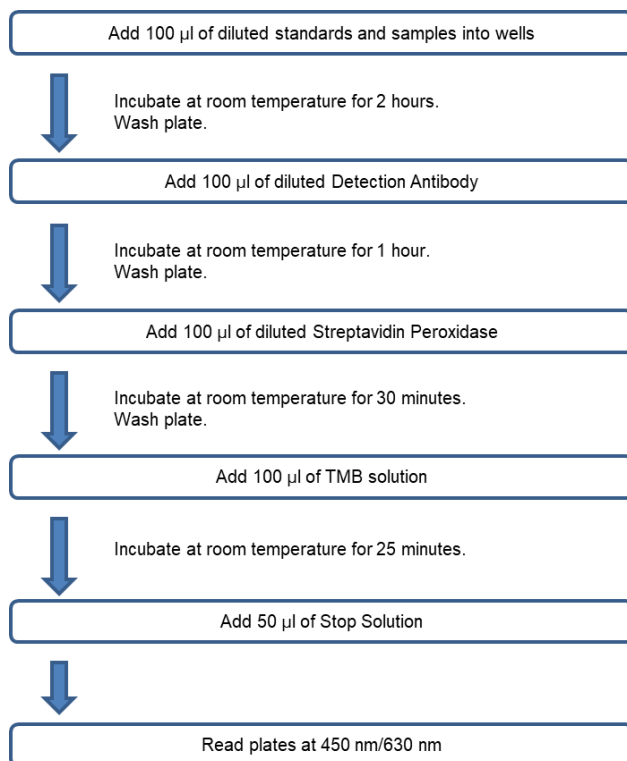 Add 100 µl of diluted standards and samples into wells
Incubate at room temperature for 2 hours.
Wash plate.
Add 100 µl of diluted Detection Antibody
Incubate at room temperature for 1 hour.
Wash plate.
Add 100 µl of diluted Streptavidin Peroxidase
Incubate at room temperature for 30 minutes.
Wash plate.
Add 100 µl of TMB solution
Incubate at room temperature for 25 minutes.
Add 50 µl of Stop Solution
Read plates at 450 nm/630 nm